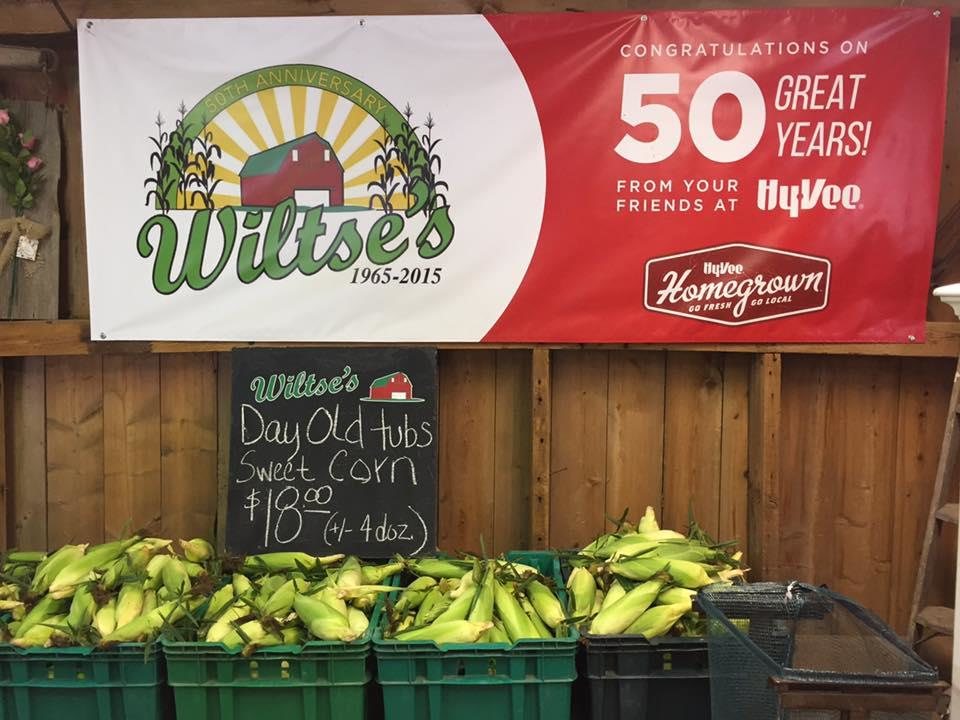 50TH ANNIVERSARY
Wiltse's
1965-2015
CONGRATULATIONS ON
50 GREAT
YEARS!
FROM YOUR
FRIENDS AT HyVee
HyVee
Homegrown
GO FRESH GO LOCAL
Wiltse's
Day Old tubs
Sweet Corn
$18.00
(+/- 4 doz.)